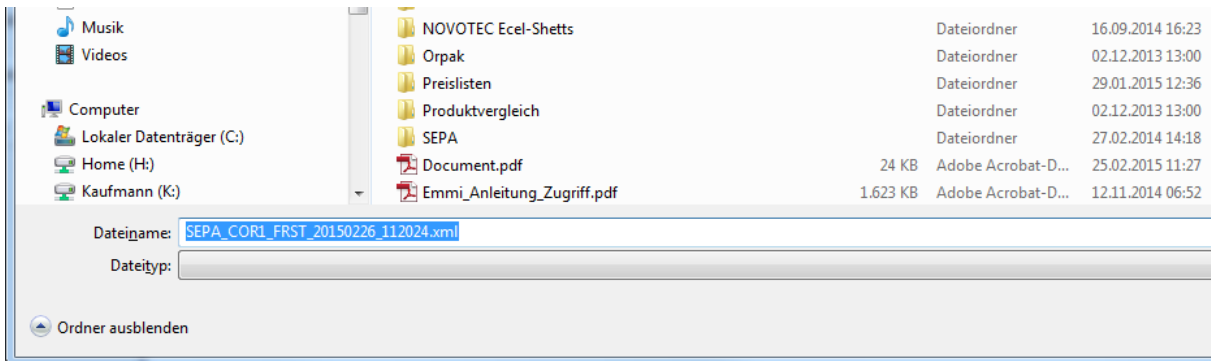 Musik
Videos
Computer
Lokaler Datenträger (C:)
Home (H:)
Kaufmann (K:)
NOVOTEC Ecel-Shetts Dateiordner 16.09.2014 16:23
Orpak Dateiordner 02.12.2013 13:00
Preislisten Dateiordner 29.01.2015 12:36
Produktvergleich Dateiordner 02.12.2013 13:00
SEPA Dateiordner 27.02.2014 14:18
Document.pdf 24 KB Adobe Acrobat-D... 25.02.2015 11:27
Emmi_Anleitung_Zugriff.pdf 1.623 KB Adobe Acrobat-D... 12.11.2014 06:52
Dateiname: SEPA_COR1_FRST_20150226_112024.xml
Dateityp:
Ordner ausblenden